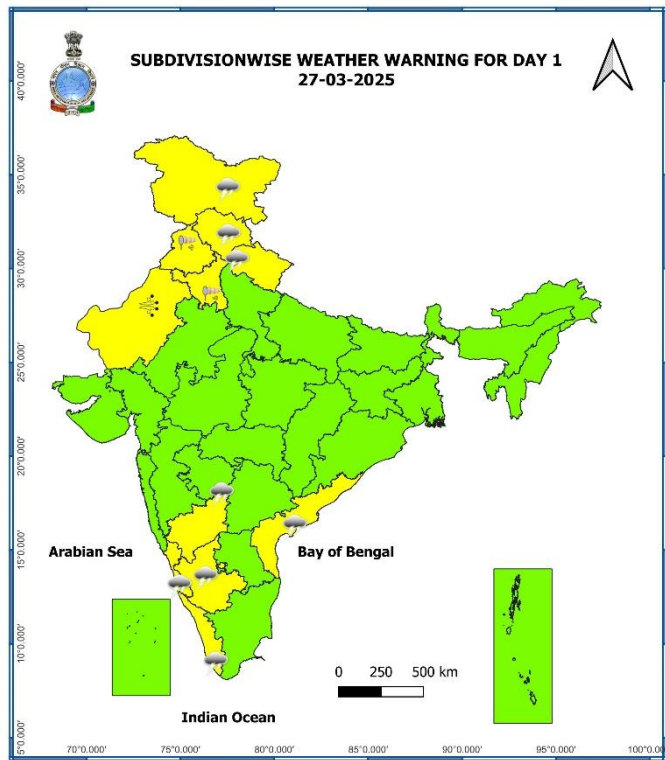 SUBDIVISIONWISE WEATHER WARNING FOR DAY 1
27-03-2025
40°0.000'
35°0.000'
30°0.000'
25°0.000'
20°0.000'
15°0.000'
10°0.000'
5°0.000'
Arabian Sea
Bay of Bengal
0 250 500 km
Indian Ocean
70°0.000' 75°0.000' 80°0.000' 85°0.000' 90°0.000' 95°0.000' 100°0.00